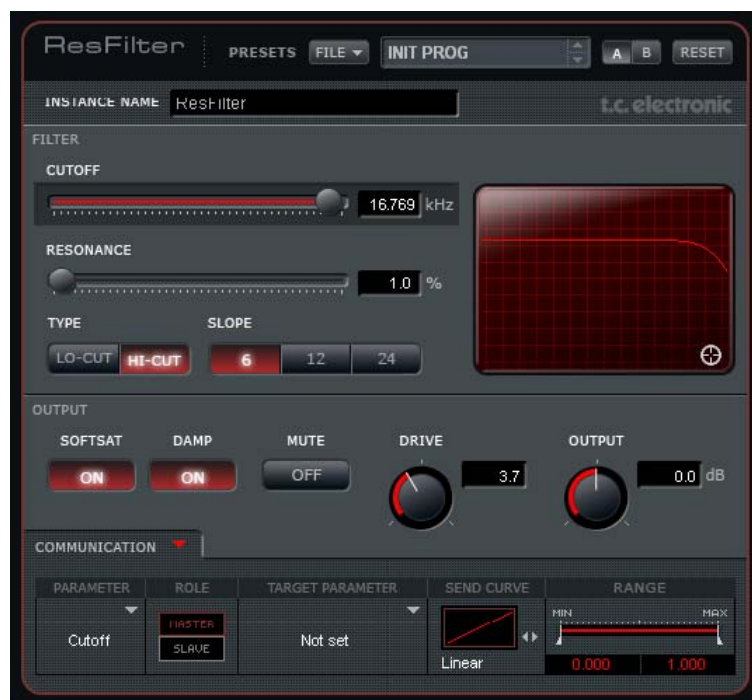 ResFilter PRESETS FILE INIT PROG A B RESET
INSTANCE NAME ResFilter t.c. electronic
FILTER
CUTOFF
16.769 kHz
RESONANCE
1.0 %
TYPE SLOPE
LO-CUT HI-CUT 6 12 24
OUTPUT
SOFTSAT DAMP MUTE DRIVE OUTPUT
ON ON OFF 3.7 0.0 dB
COMMUNICATION
PARAMETER ROLE TARGET PARAMETER SEND CURVE RANGE
MIN MAX
MASTER
Cutoff SLAVE Not set
Linear 0.000 1.000